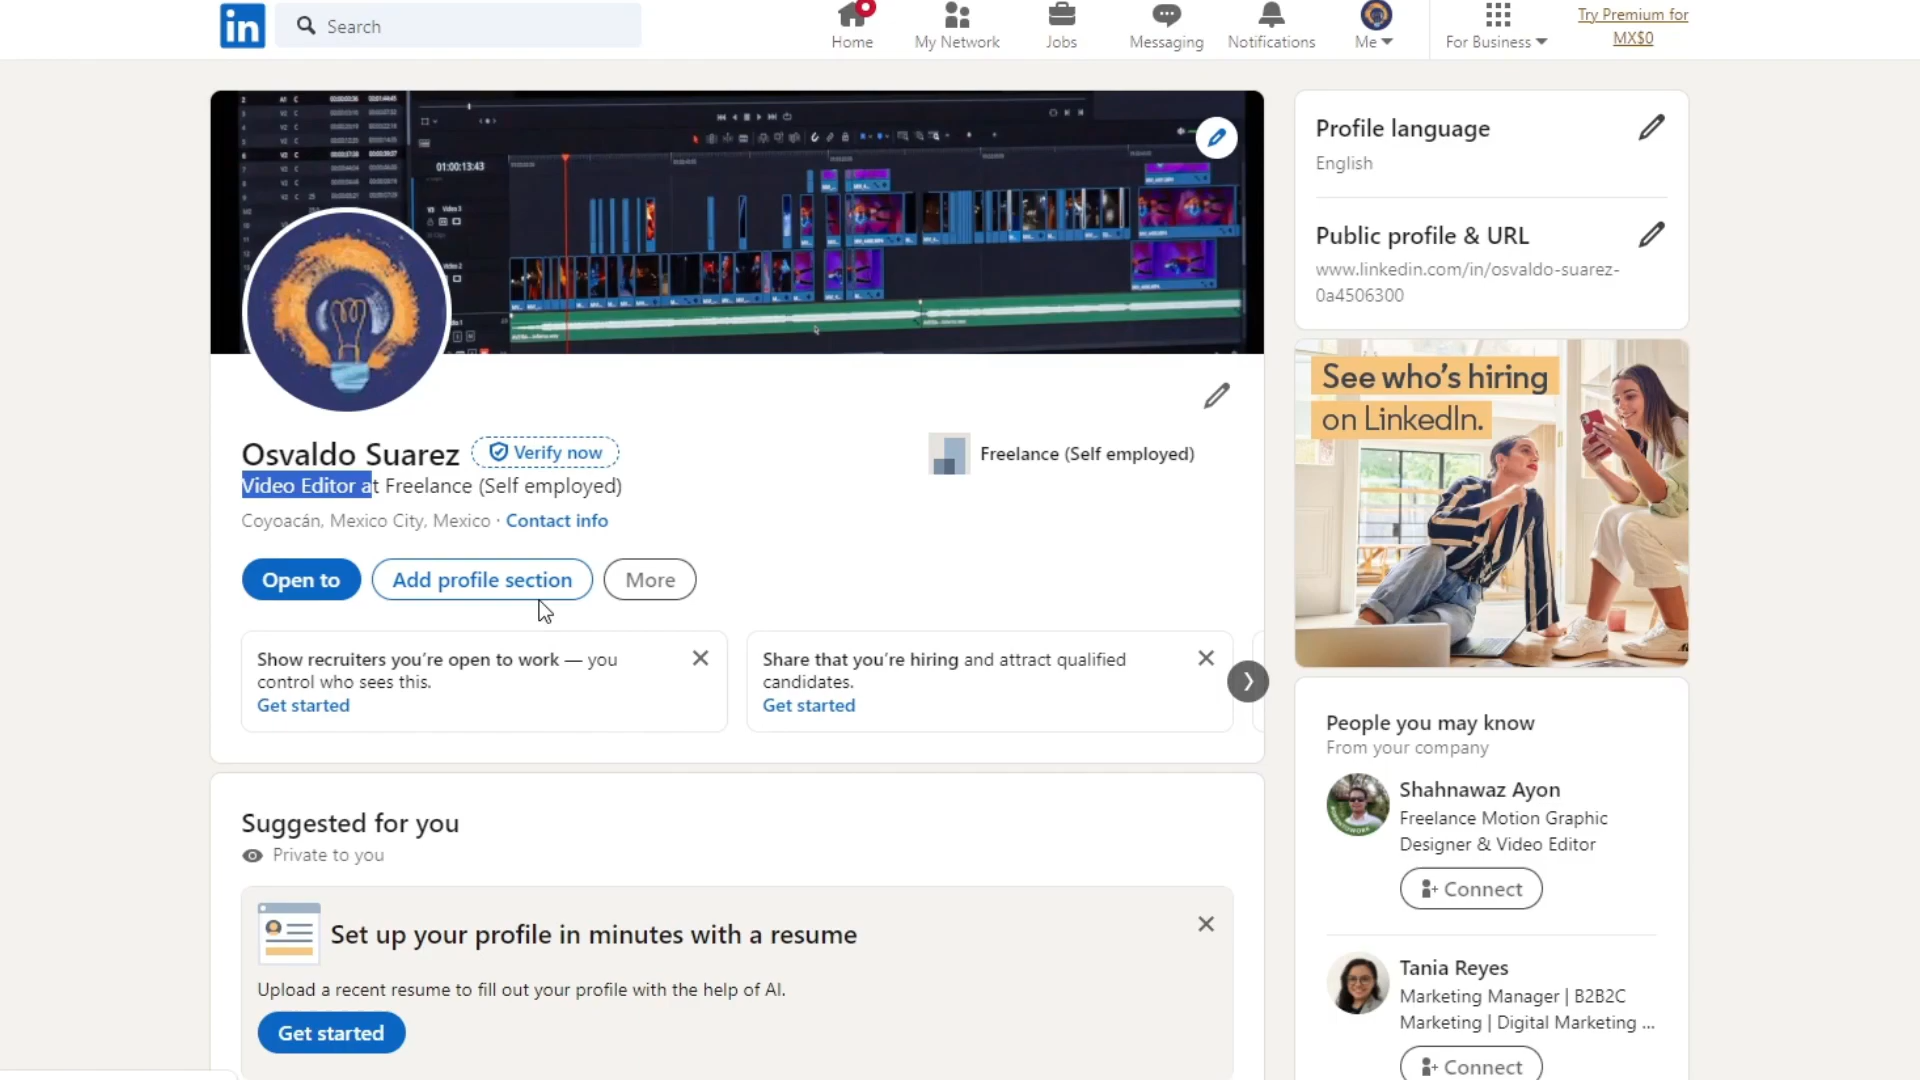 in
Search
Home
My Network
Jobs
Messaging
Notifications
Me
For Business
Try Premium for
MX$0
01:00:13:43
Profile language
English
Public profile & URL
www.linkedin.com/in/osvaldo-suarez-
0a4506300
See who's hiring
on LinkedIn.
Osvaldo Suarez
Verify now
Freelance (Self employed)
Video Editor at Freelance (Self employed)
Coyoacán, Mexico City, Mexico · Contact info
Open to
Add profile section
More
Show recruiters you're open to work — you
control who sees this.
Get started
Share that you're hiring and attract qualified
candidates.
Get started
People you may know
From your company
Shahnawaz Ayon
Freelance Motion Graphic
Designer & Video Editor
Connect
Tania Reyes
Marketing Manager | B2B2C
Marketing | Digital Marketing ...
Connect
Suggested for you
Private to you
Set up your profile in minutes with a resume
Upload a recent resume to fill out your profile with the help of AI.
Get started